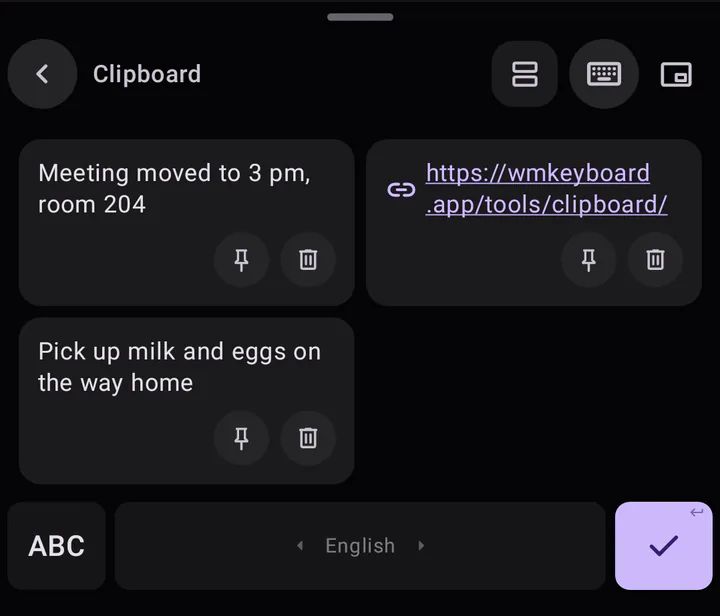 Clipboard
Meeting moved to 3 pm,
room 204
https://wmkeyboard
.app/tools/clipboard/
Pick up milk and eggs on
the way home
ABC
English